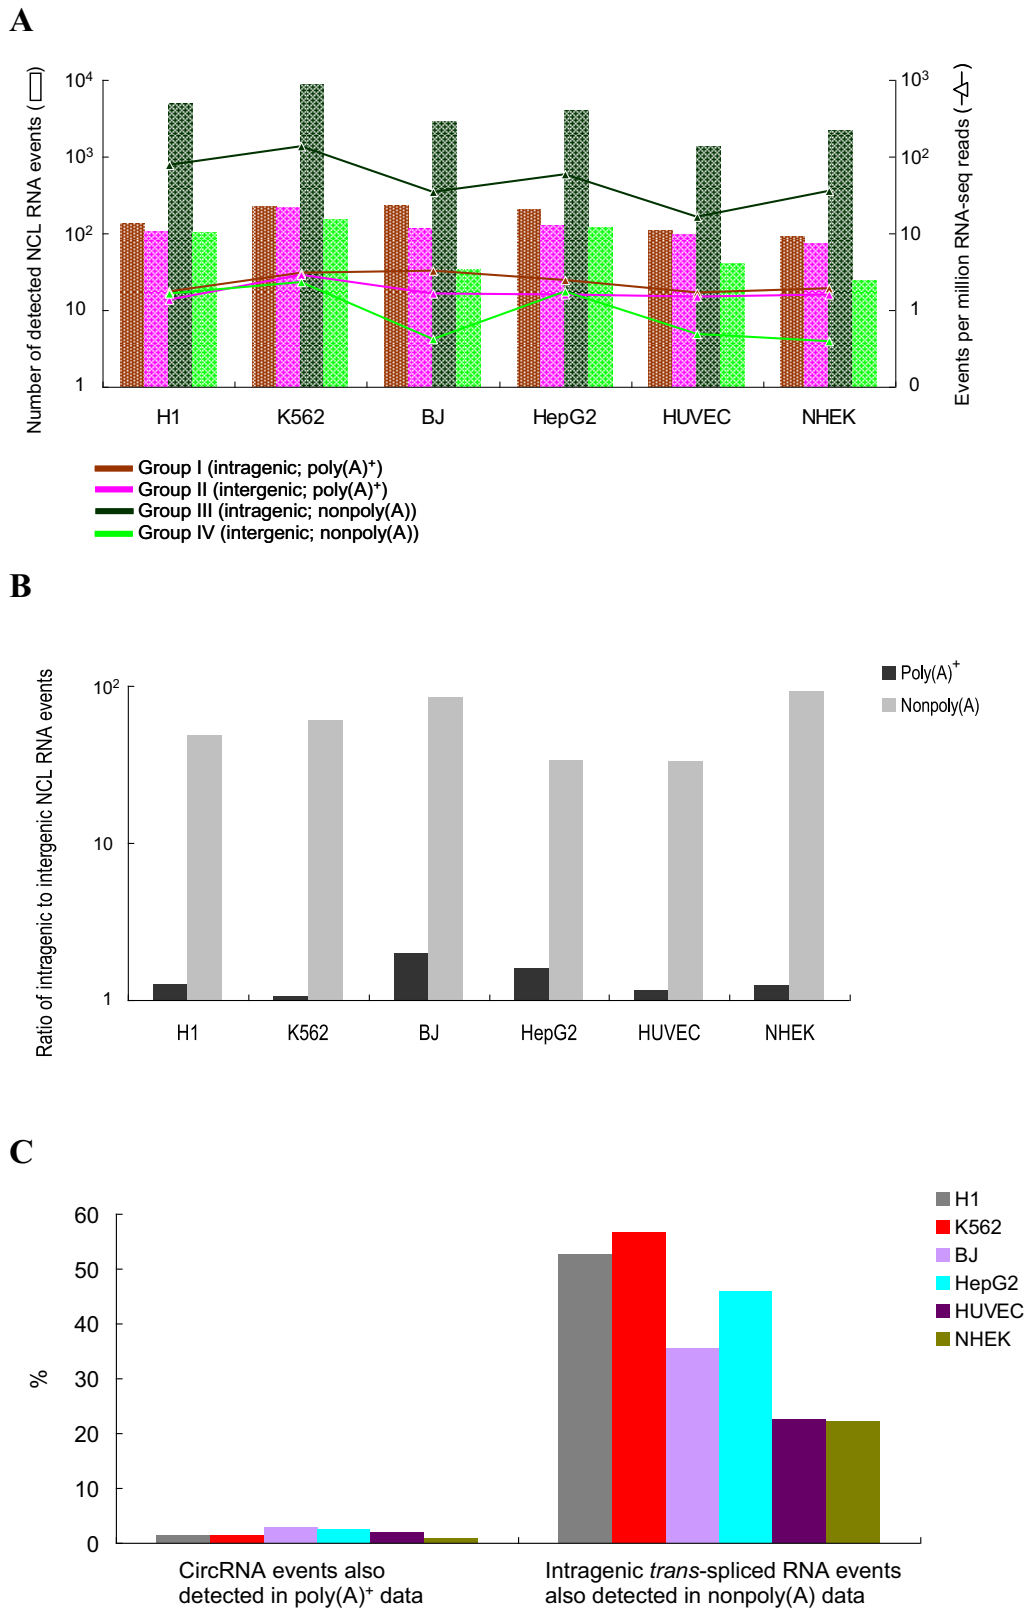 A
Number of detected NCL RNA events ( )
10⁴
10³
10²
10
1
10³
10²
10
1
0
Events per million RNA-seq reads ( )
H1 K562 BJ HepG2 HUVEC NHEK
Group I (intragenic; poly(A)⁺)
Group II (intergenic; poly(A)⁺)
Group III (intragenic; nonpoly(A))
Group IV (intergenic; nonpoly(A))
B
Ratio of intragenic to intergenic NCL RNA events
10²
10
1
H1 K562 BJ HepG2 HUVEC NHEK
Poly(A)⁺
Nonpoly(A)
C
%
60
50
40
30
20
10
0
CircRNA events also
detected in poly(A)⁺ data
Intragenic trans-spliced RNA events
also detected in nonpoly(A) data
H1
K562
BJ
HepG2
HUVEC
NHEK